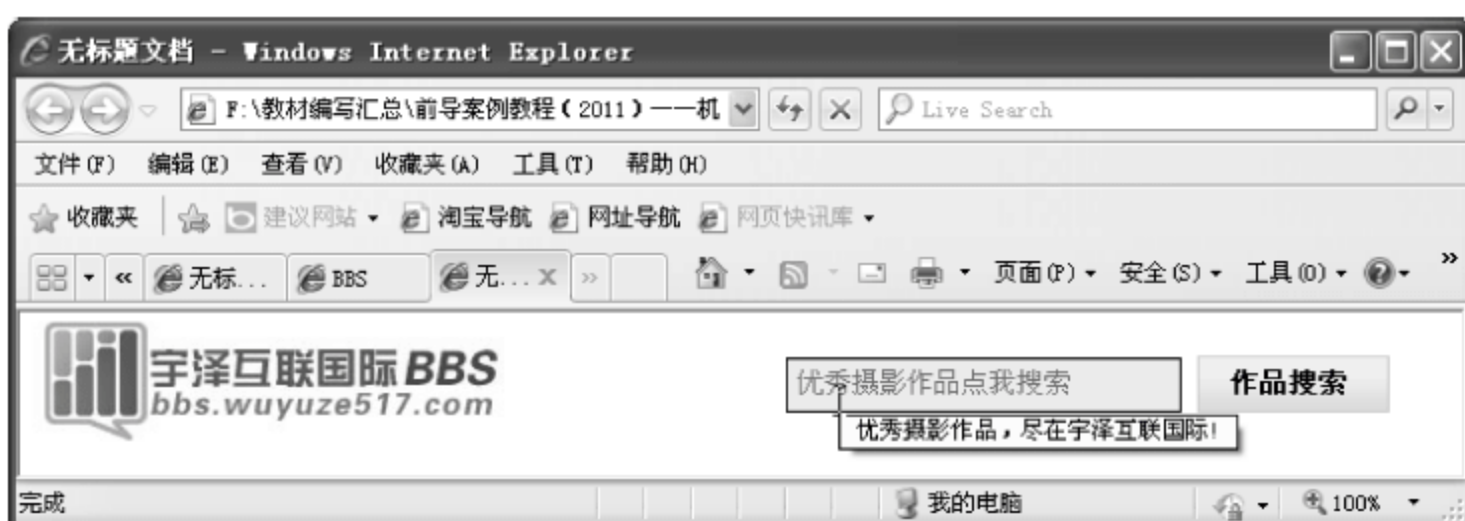 无标题文档 - Windows Internet Explorer
F:\教材编写汇总\前导案例教程(2011)——机 Live Search
文件(F) 编辑(E) 查看(V) 收藏夹(A) 工具(T) 帮助(H)
收藏夹 建议网站 淘宝导航 网址导航 网页快讯库
« 无标... BBS 无... X » 页面(P) 安全(S) 工具(O) »
宇泽互联国际BBS
bbs.wuyuze517.com
优秀摄影作品点我搜索 作品搜索
优秀摄影作品,尽在宇泽互联国际!
完成 我的电脑 100%